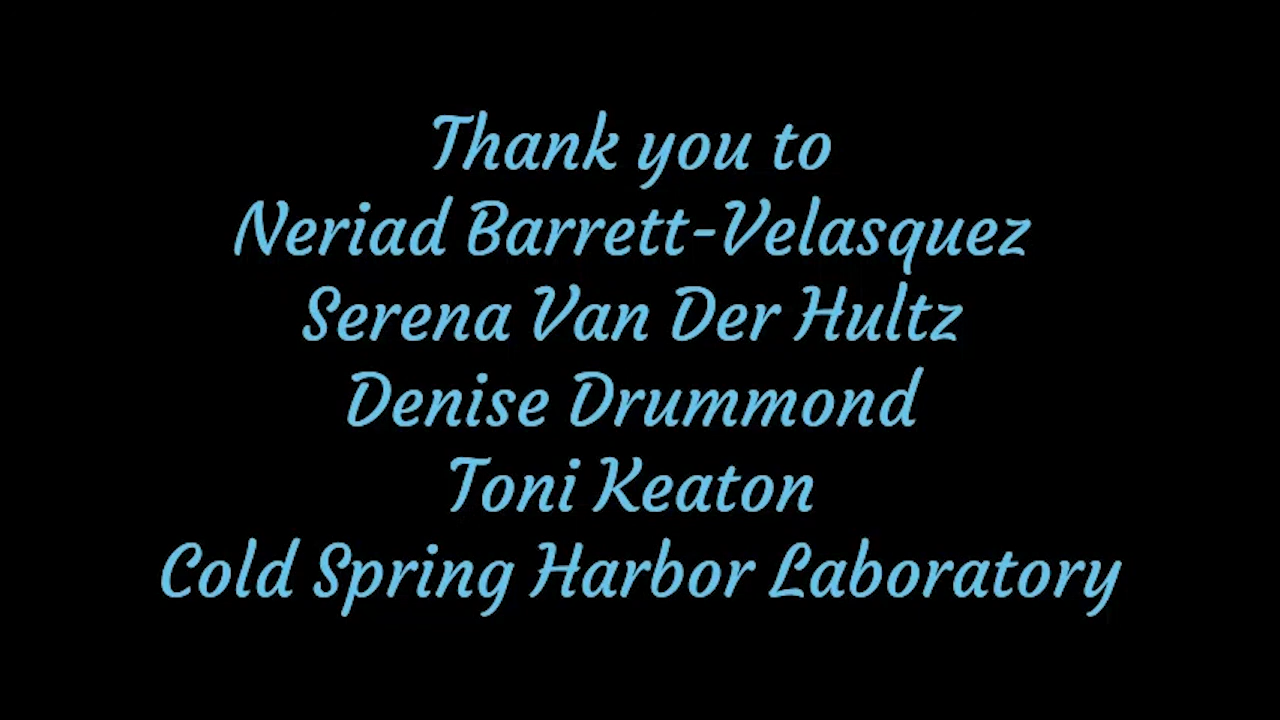 Thank you to
Neriad Barrett-Velasquez
Serena Van Der Hultz
Denise Drummond
Toni Keaton
Cold Spring Harbor Laboratory